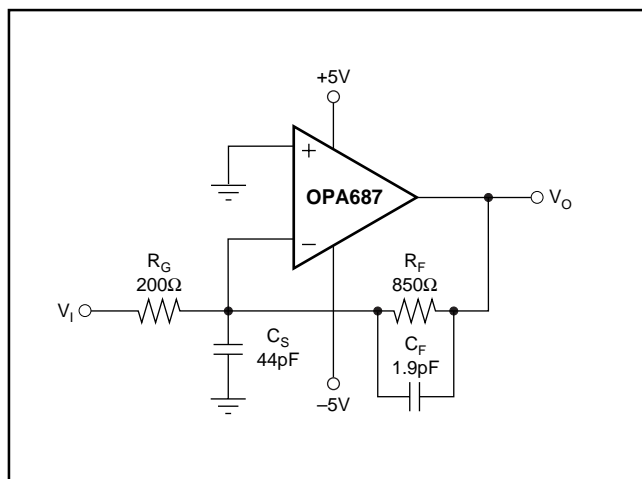 +5V
+
OPA687
−
V_O
R_G
200Ω
R_F
850Ω
V_I
C_S
44pF
C_F
1.9pF
−5V